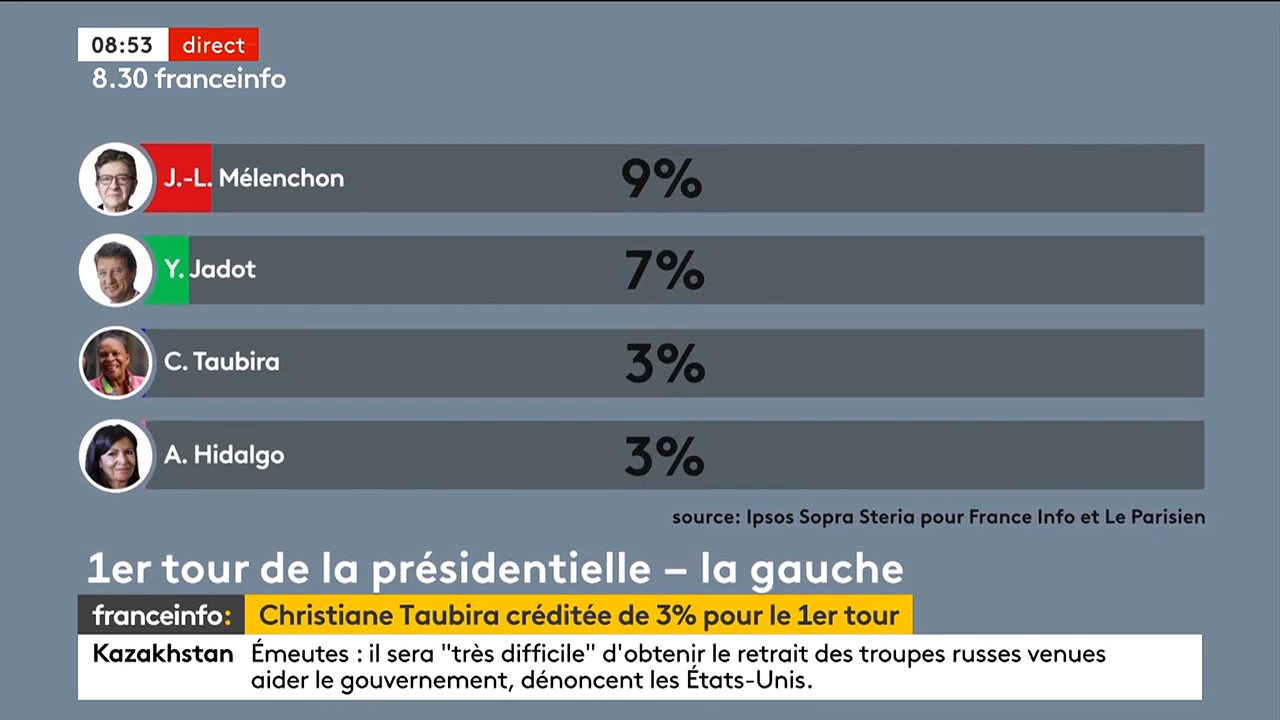 08:53 direct
8.30 franceinfo
J.-L. Mélenchon 9%
Y. Jadot 7%
C. Taubira 3%
A. Hidalgo 3%
source: Ipsos Sopra Steria pour France Info et Le Parisien
1er tour de la présidentielle – la gauche
franceinfo: Christiane Taubira créditée de 3% pour le 1er tour
Kazakhstan Émeutes : il sera "très difficile" d'obtenir le retrait des troupes russes venues
aider le gouvernement, dénoncent les États-Unis.